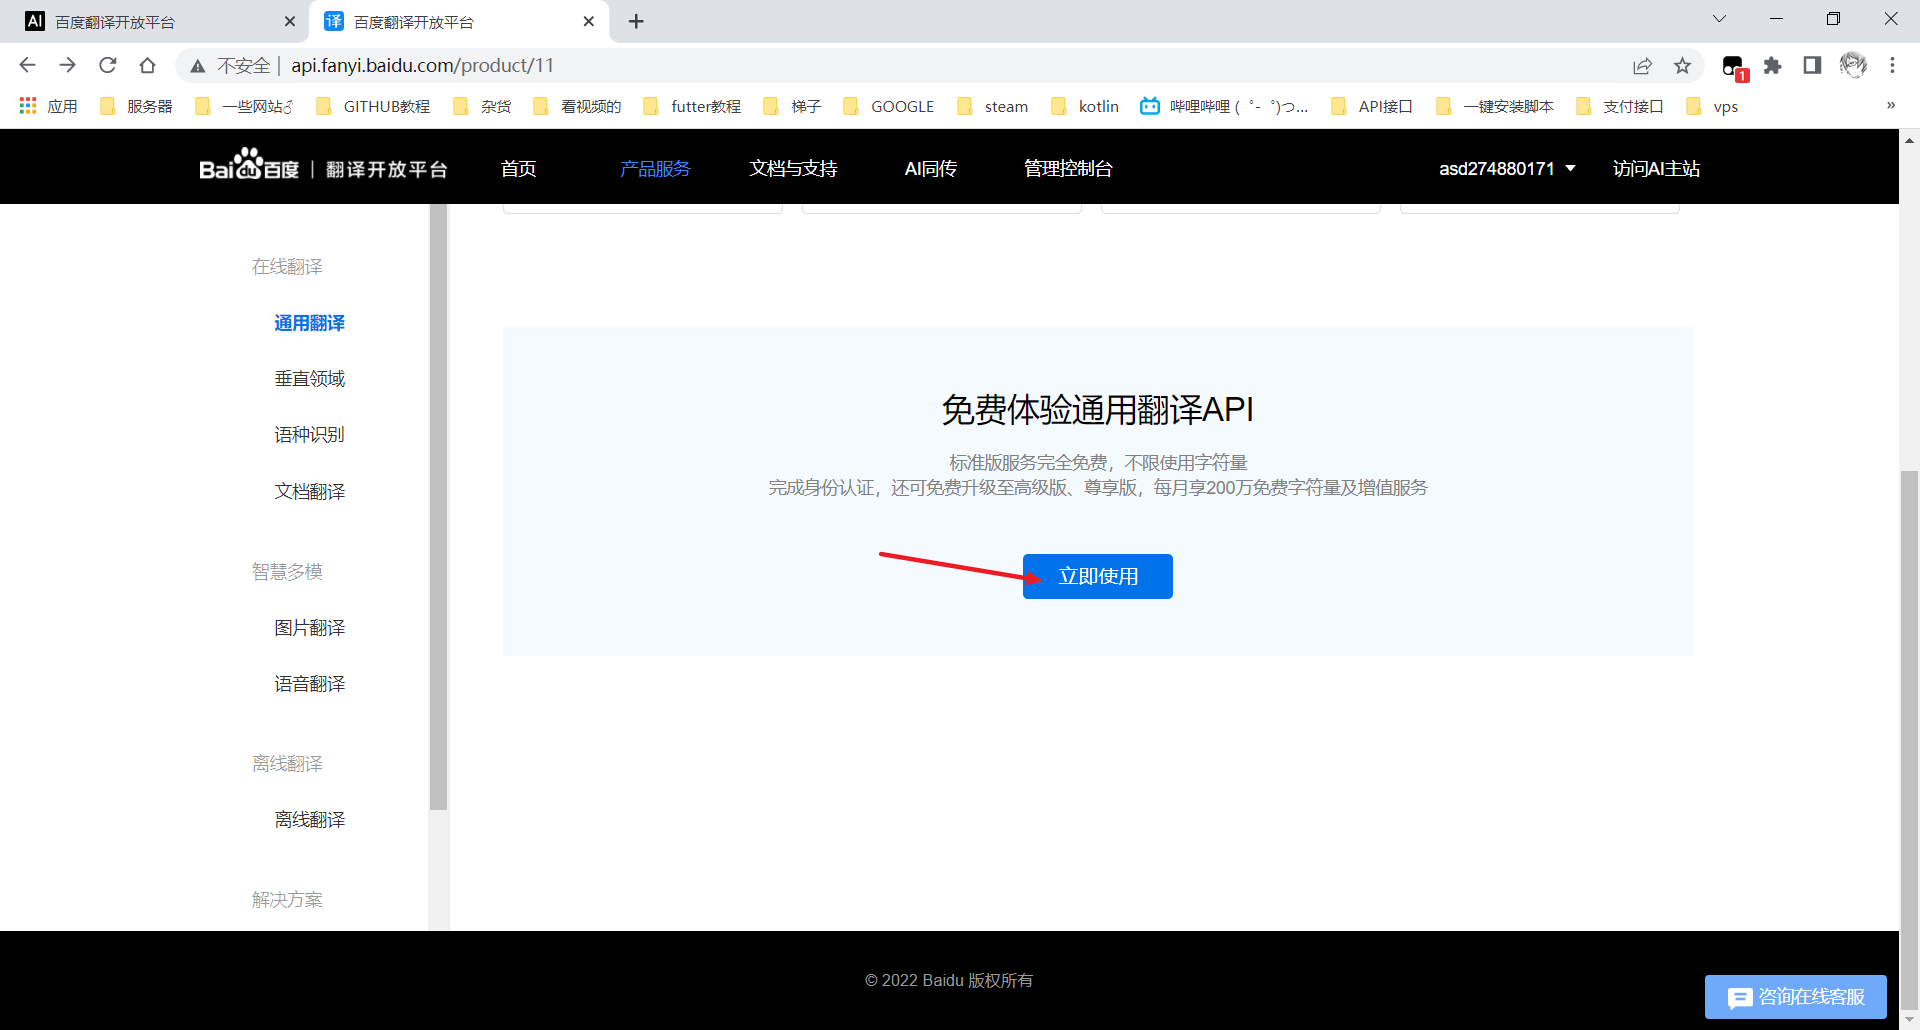 AI 百度翻译开放平台
译 百度翻译开放平台
不安全 | api.fanyi.baidu.com/product/11
1
应用 服务器 一些网站♂ GITHUB教程 杂货 看视频的 futter教程 梯子 GOOGLE steam kotlin 哔哩哔哩 (゜-゜)つ... API接口 一键安装脚本 支付接口 vps »
Bai du 百度 | 翻译开放平台 首页 产品服务 文档与支持 AI同传 管理控制台 asd274880171 访问AI主站
在线翻译
通用翻译
垂直领域
语种识别
文档翻译
智慧多模
图片翻译
语音翻译
离线翻译
离线翻译
解决方案
免费体验通用翻译API
标准版服务完全免费，不限使用字符量
完成身份认证，还可免费升级至高级版、尊享版，每月享200万免费字符量及增值服务
立即使用
© 2022 Baidu 版权所有
咨询在线客服